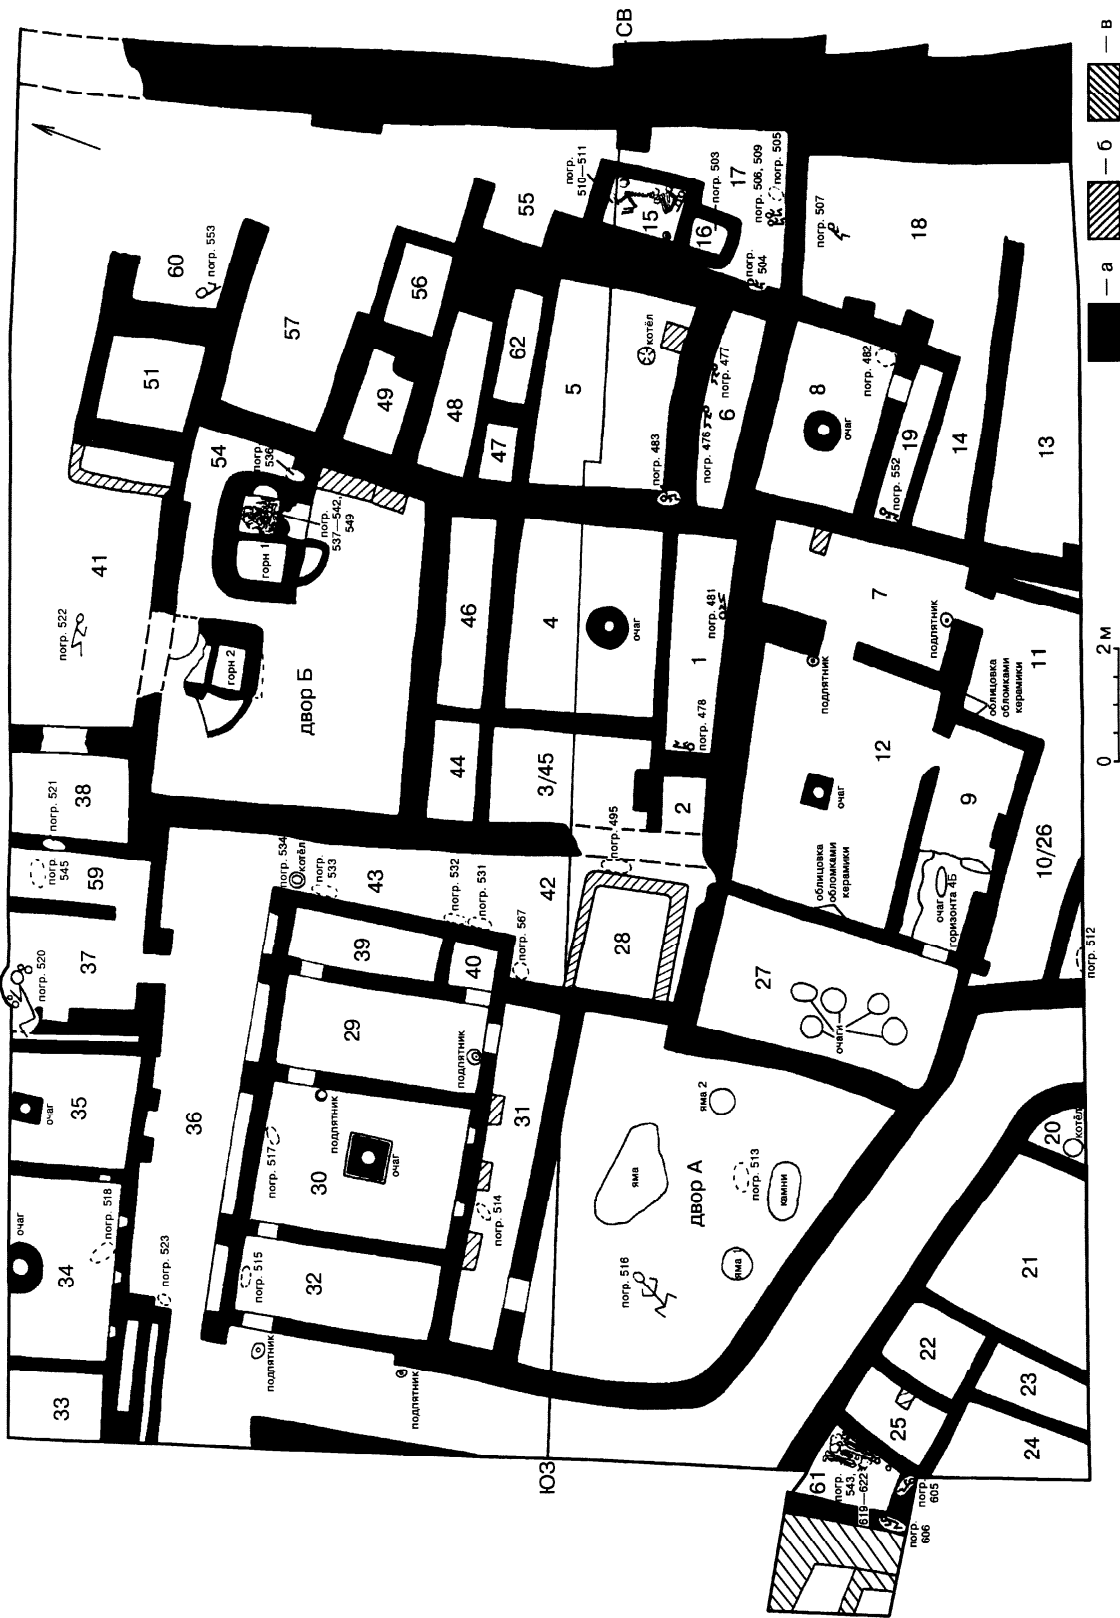 СВ
ЮЗ
а
б
в
0
2 м
60
погр. 553
51
57
56
55
погр.
510—511
15
16
погр. 503
17
погр. 506, 509
погр. 505
погр.
504
погр. 507
18
62
49
48
47
5
котёл
погр. 477
погр. 476
6
погр. 483
8
очаг
погр. 482
19
погр. 552
14
13
54
погр.
536
погр.
537—542,
549
горн 1
41
погр. 522
горн 2
ДВОР Б
46
4
очаг
1
погр. 481
погр. 478
7
подпятник
подпятник
11
облицовка
обломками
керамики
44
3/45
2
12
очаг
9
10/26
очаг
горизонта 4Б
облицовка
обломками
керамики
погр. 512
38
погр. 521
погр.
545
59
37
погр. 520
погр. 534
котёл
погр.
533
43
погр. 532
погр. 531
42
погр. 495
погр. 567
28
27
очаги
39
40
29
подпятник
35
очаг
36
30
подпятник
очаг
погр. 517
31
погр. 514
яма 2
яма
ДВОР А
погр. 513
камни
яма 1
погр. 516
20
котёл
34
очаг
погр. 518
погр. 523
погр. 515
32
подпятник
подпятник
33
21
22
23
24
25
61
погр.
543,
619—622
погр.
605
погр.
606